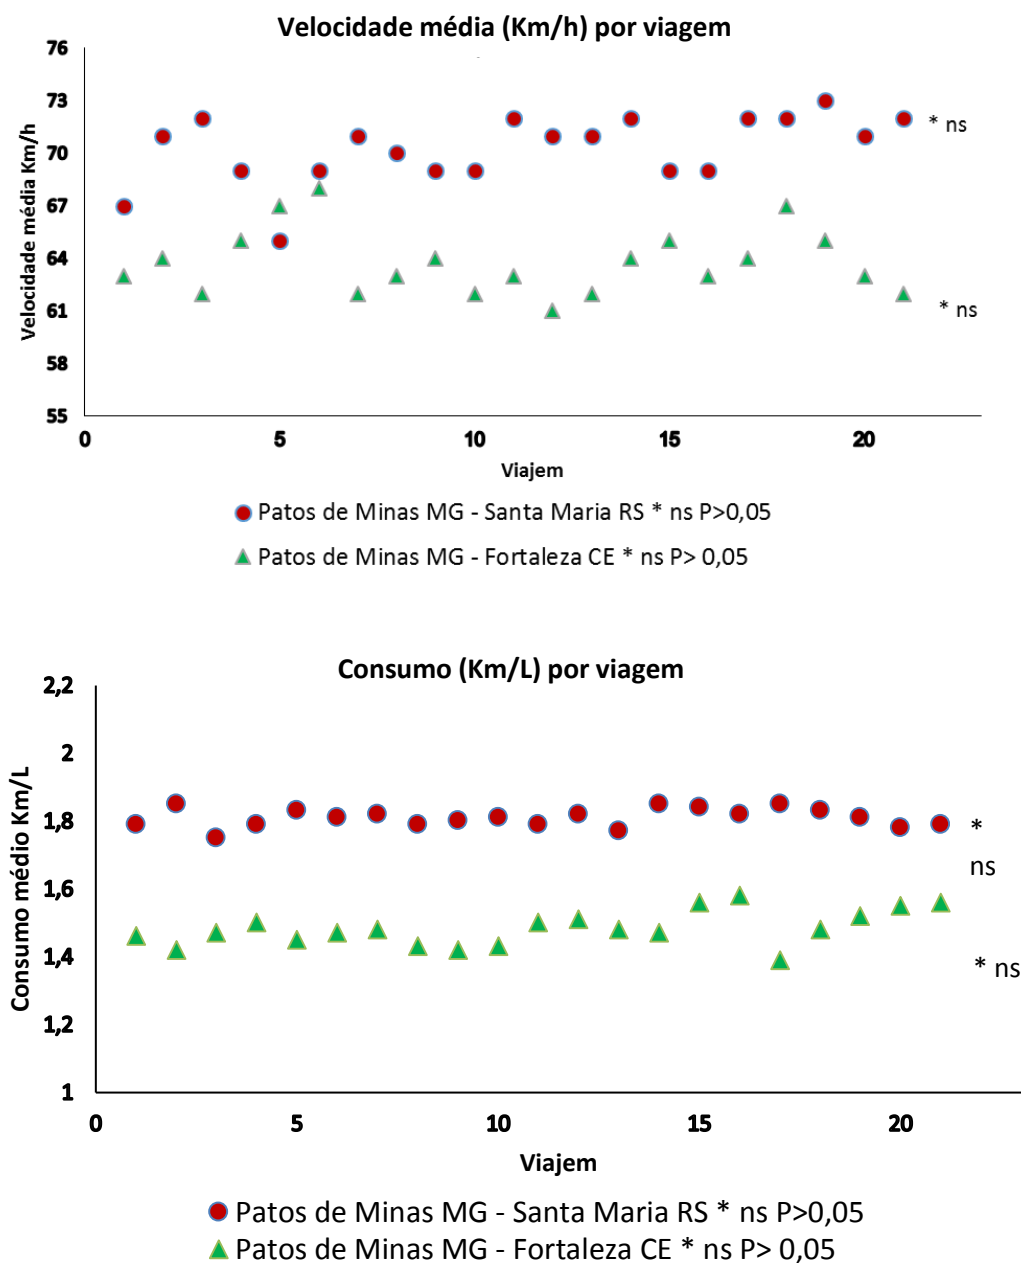 Velocidade média (Km/h) por viagem
76
73
70
67
64
61
58
55
Velocidade média Km/h
* ns
* ns
0 5 10 15 20
Viajem
Patos de Minas MG - Santa Maria RS * ns P>0,05
Patos de Minas MG - Fortaleza CE * ns P> 0,05
Consumo (Km/L) por viagem
2,2
2
1,8
1,6
1,4
1,2
1
Consumo médio Km/L
*
ns
* ns
0 5 10 15 20
Viajem
Patos de Minas MG - Santa Maria RS * ns P>0,05
Patos de Minas MG - Fortaleza CE * ns P> 0,05